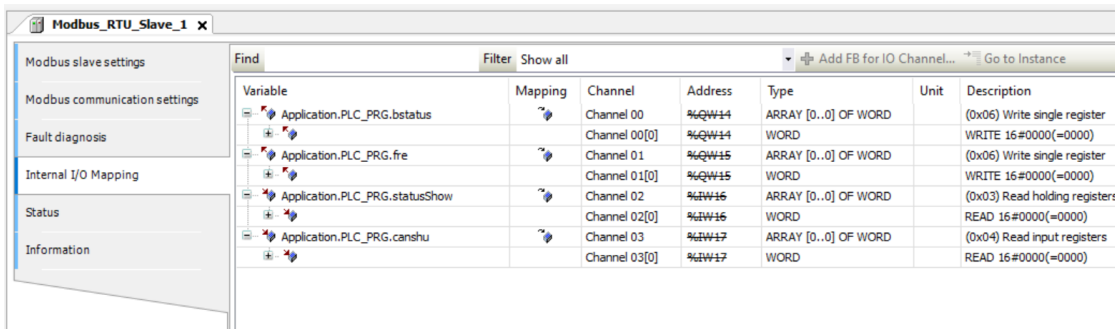 Modbus_RTU_Slave_1 X
Modbus slave settings
Modbus communication settings
Fault diagnosis
Internal I/O Mapping
Status
Information
Find Filter Show all Add FB for IO Channel... Go to Instance
Variable Mapping Channel Address Type Unit Description
Application.PLC_PRG.bstatus Channel 00 %QW14 ARRAY [0..0] OF WORD (0x06) Write single register
Channel 00[0] %QW14 WORD WRITE 16#0000(=0000)
Application.PLC_PRG.fre Channel 01 %QW15 ARRAY [0..0] OF WORD (0x06) Write single register
Channel 01[0] %QW15 WORD WRITE 16#0000(=0000)
Application.PLC_PRG.statusShow Channel 02 %IW16 ARRAY [0..0] OF WORD (0x03) Read holding registers
Channel 02[0] %IW16 WORD READ 16#0000(=0000)
Application.PLC_PRG.canshu Channel 03 %IW17 ARRAY [0..0] OF WORD (0x04) Read input registers
Channel 03[0] %IW17 WORD READ 16#0000(=0000)